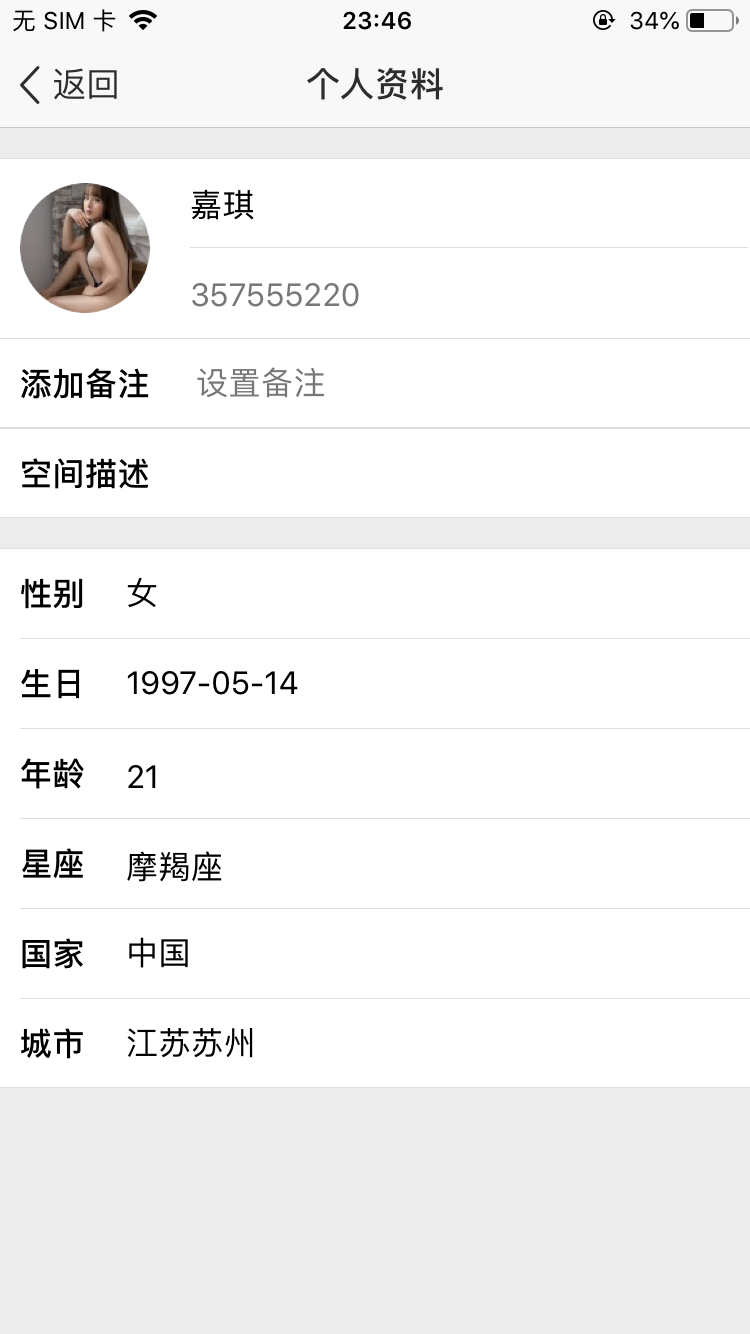 无 SIM 卡 23:46 34%
返回 个人资料
嘉琪
357555220
添加备注 设置备注
空间描述
性别 女
生日 1997-05-14
年龄 21
星座 摩羯座
国家 中国
城市 江苏苏州